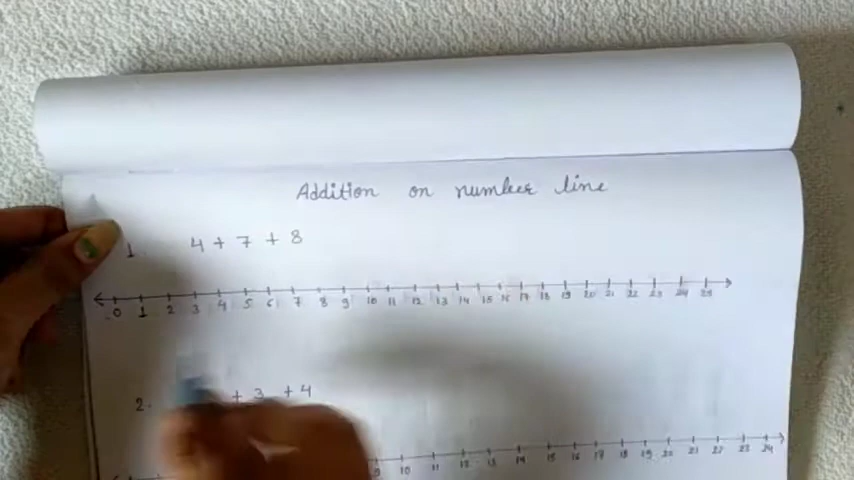 Addition on number line
1. 4 + 7 + 8
0 1 2 3 4 5 6 7 8 9 10 11 12 13 14 15 16 17 18 19 20 21 22 23 24 25
2. + 3 + 4
9 10 11 12 13 14 15 16 17 18 19 20 21 22 23 24